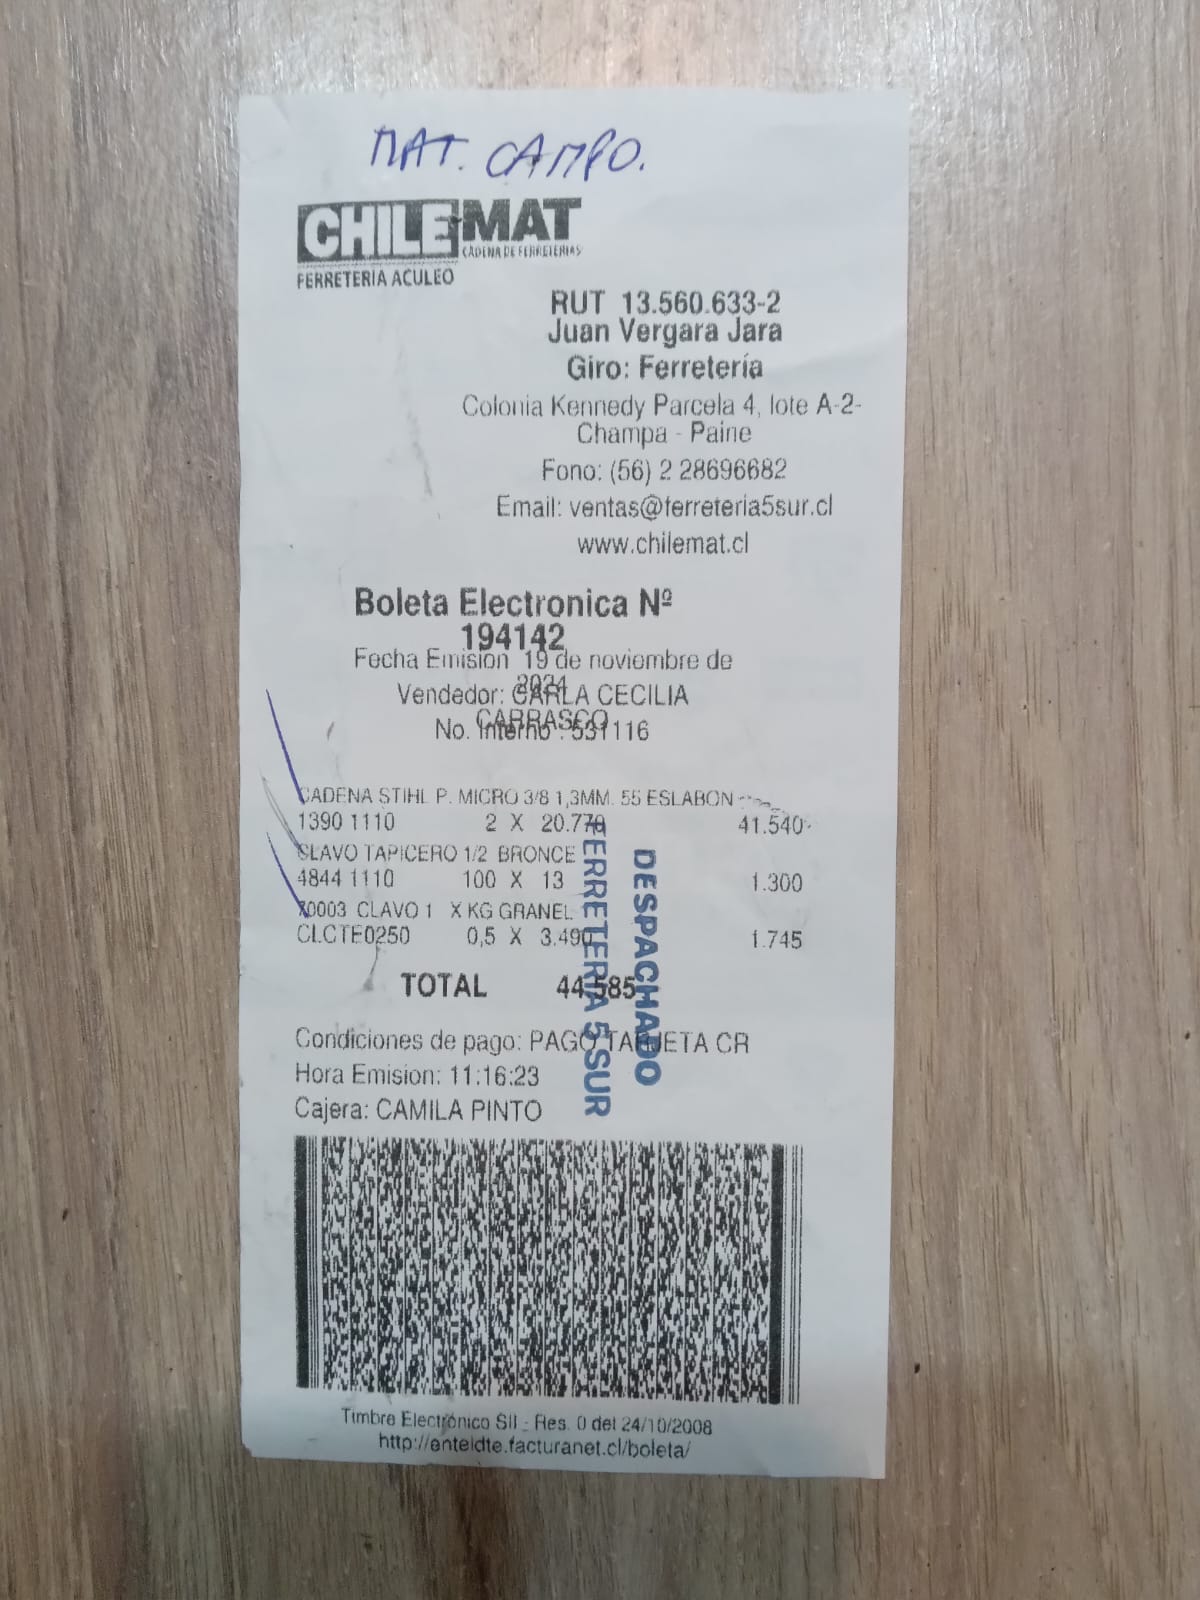 MAT. CAMPO.
CHILEMAT
CADENA DE FERRETERIAS
FERRETERIA ACULEO
RUT 13.560.633-2
Juan Vergara Jara
Giro: Ferretería
Colonia Kennedy Parcela 4, lote A-2-
Champa - Paine
Fono: (56) 2 28696682
Email: ventas@ferreteria5sur.cl
www.chilemat.cl
Boleta Electronica Nº
194142
Fecha Emision 19 de noviembre de
2024
Vendedor: CARLA CECILIA
CARRASCO
No. Interno : 531116
CADENA STIHL P. MICRO 3/8 1,3MM. 55 ESLABON
1390 1110 2 X 20.770 41.540
CLAVO TAPICERO 1/2 BRONCE
4844 1110 100 X 13 1.300
70003 CLAVO 1 X KG GRANEL
CLCTE0250 0,5 X 3.490 1.745
TOTAL 44.585
DESPACHADO
FERRETERIA 5 SUR
Condiciones de pago: PAGO TARJETA CR
Hora Emision: 11:16:23
Cajera: CAMILA PINTO
Timbre Electrónico SII - Res. 0 del 24/10/2008
http://enteldte.facturanet.cl/boleta/